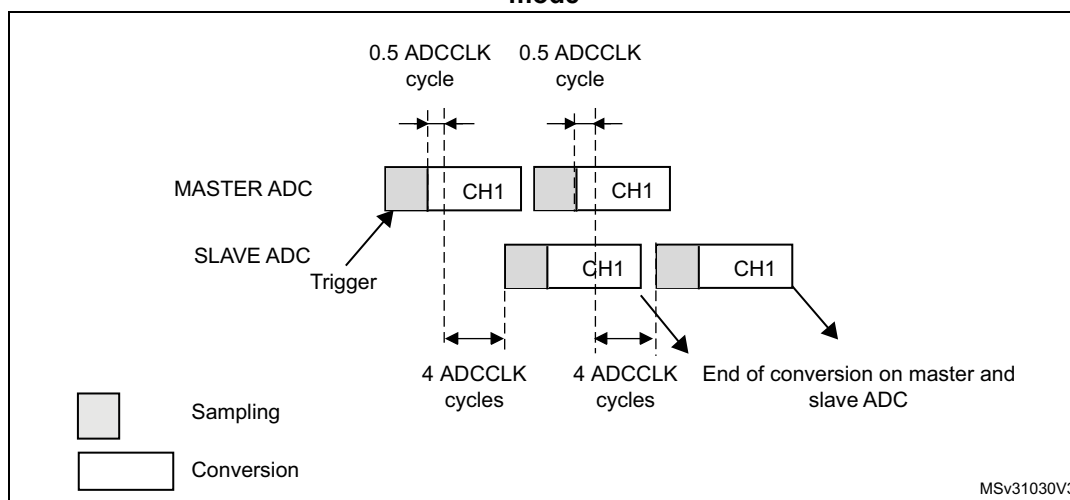 mode
0.5 ADCCLK
cycle
0.5 ADCCLK
cycle
MASTER ADC
CH1
CH1
SLAVE ADC
Trigger
CH1
CH1
4 ADCCLK
cycles
4 ADCCLK
cycles
End of conversion on master and
slave ADC
Sampling
Conversion
MSv31030V3